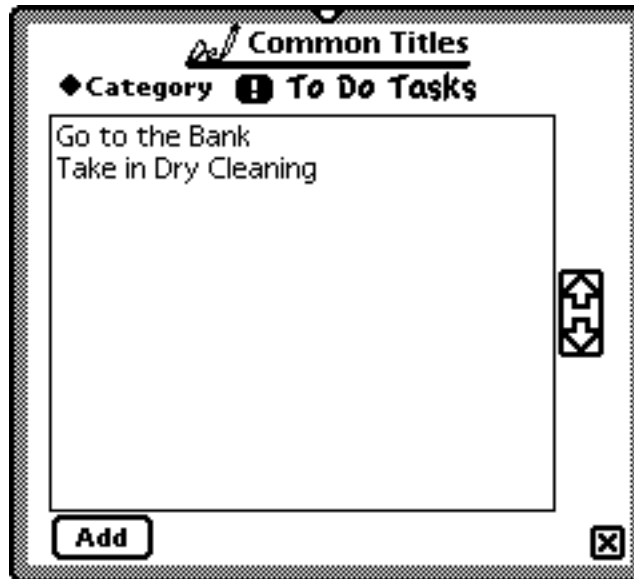 Common Titles
Category To Do Tasks
Go to the Bank
Take in Dry Cleaning
Add